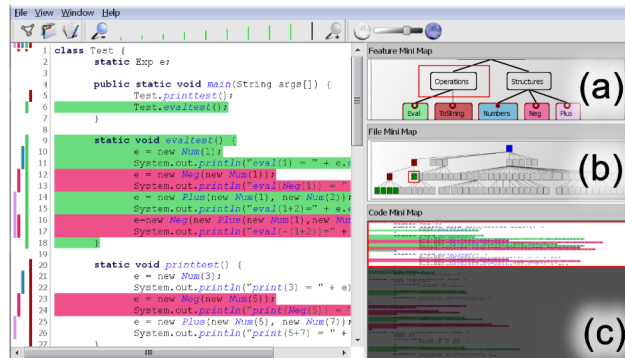 File View Window Help
1 class Test {
2 static Exp e;
3
4 public static void main(String args[]) {
5 Test.printtest();
6 Test.evaltest();
7 }
8
9 static void evaltest() {
10 e = new Num(1);
11 System.out.println("eval(1) = " + e.e
12 e = new Neg(new Num(1));
13 System.out.println("eval(Neg(1)) = "
14 e = new Plus(new Num(1), new Num(2));
15 System.out.println("eval(1+2)=" + e.e
16 e=new Neg(new Plus(new Num(1),new Num
17 System.out.println("eval(-(1+2))=" +
18 }
19
20 static void printtest() {
21 e = new Num(3);
22 System.out.println("print(3) = " + e)
23 e = new Neg(new Num(5));
24 System.out.println("print(Neg(5)) = "
25 e = new Plus(new Num(5), new Num(7));
26 System.out.println("print(5+7) = " +
27 }
Feature Mini Map
Operations Structures
Eval ToString Numbers Neg Plus
(a)
File Mini Map
(b)
Code Mini Map
(c)